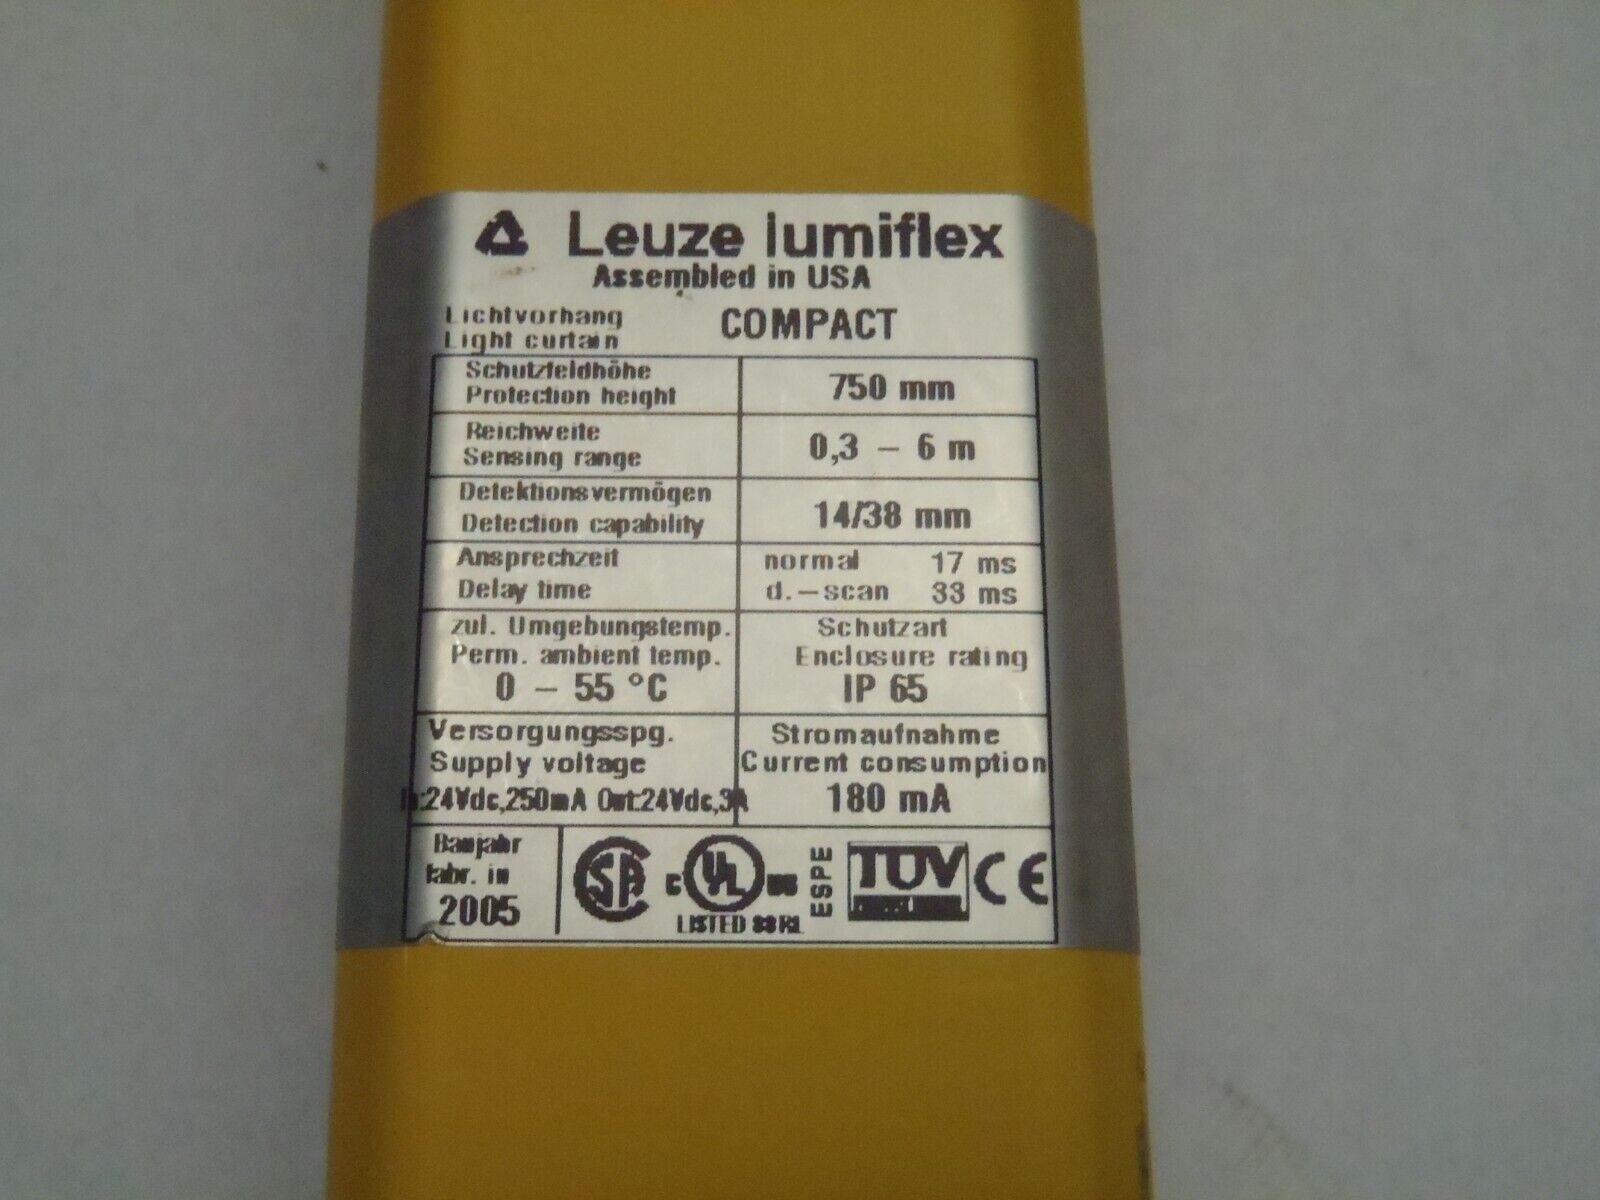 Leuze lumiflex
Assembled in USA
Lichtvorhang
Light curtain
COMPACT
Schutzfeldhöhe
Protection height
750 mm
Reichweite
Sensing range
0,3 – 6 m
Detektionsvermögen
Detection capability
14/38 mm
Ansprechzeit
Delay time
normal 17 ms
d.-scan 33 ms
zul. Umgebungstemp.
Perm. ambient temp.
0 – 55 °C
Schutzart
Enclosure rating
IP 65
Versorgungsspg.
Supply voltage
In:24Vdc,250mA Out:24Vdc,3A
Stromaufnahme
Current consumption
180 mA
Baujahr
fabr. in
2005
SA
C UL US
LISTED
ESPE
TÜV
CE